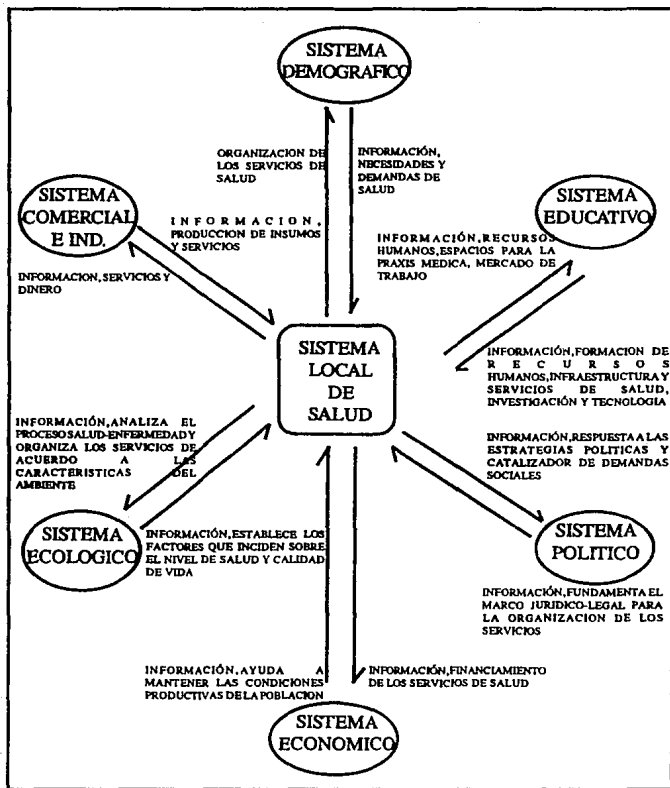 SISTEMA
DEMOGRAFICO
ORGANIZACION DE
LOS SERVICIOS DE
SALUD
INFORMACIÓN,
NECESIDADES Y
DEMANDAS DE
SALUD
SISTEMA
COMERCIAL
E IND.
INFORMACION,
PRODUCCION DE INSUMOS
Y SERVICIOS
INFORMACION, SERVICIOS Y
DINERO
SISTEMA
EDUCATIVO
INFORMACIÓN, RECURSOS
HUMANOS, ESPACIOS PARA LA
PRAXIS MEDICA, MERCADO DE
TRABAJO
INFORMACIÓN, FORMACION DE
RECURSOS
HUMANOS, INFRAESTRUCTURA Y
SERVICIOS DE SALUD,
INVESTIGACIÓN Y TECNOLOGIA
SISTEMA
LOCAL
DE
SALUD
INFORMACIÓN, ANALIZA EL
PROCESO SALUD-ENFERMEDAD Y
ORGANIZA LOS SERVICIOS DE
ACUERDO A LAS
CARACTERISTICAS DEL
AMBIENTE
SISTEMA
ECOLOGICO
INFORMACIÓN, ESTABLECE LOS
FACTORES QUE INCIDEN SOBRE
EL NIVEL DE SALUD Y CALIDAD
DE VIDA
INFORMACIÓN, RESPUESTA A LAS
ESTRATEGIAS POLITICAS Y
CATALIZADOR DE DEMANDAS
SOCIALES
SISTEMA
POLITICO
INFORMACIÓN, FUNDAMENTA EL
MARCO JURIDICO-LEGAL PARA
LA ORGANIZACION DE LOS
SERVICIOS
INFORMACIÓN, AYUDA A
MANTENER LAS CONDICIONES
PRODUCTIVAS DE LA POBLACION
INFORMACIÓN, FINANCIAMIENTO
DE LOS SERVICIOS DE SALUD
SISTEMA
ECONOMICO